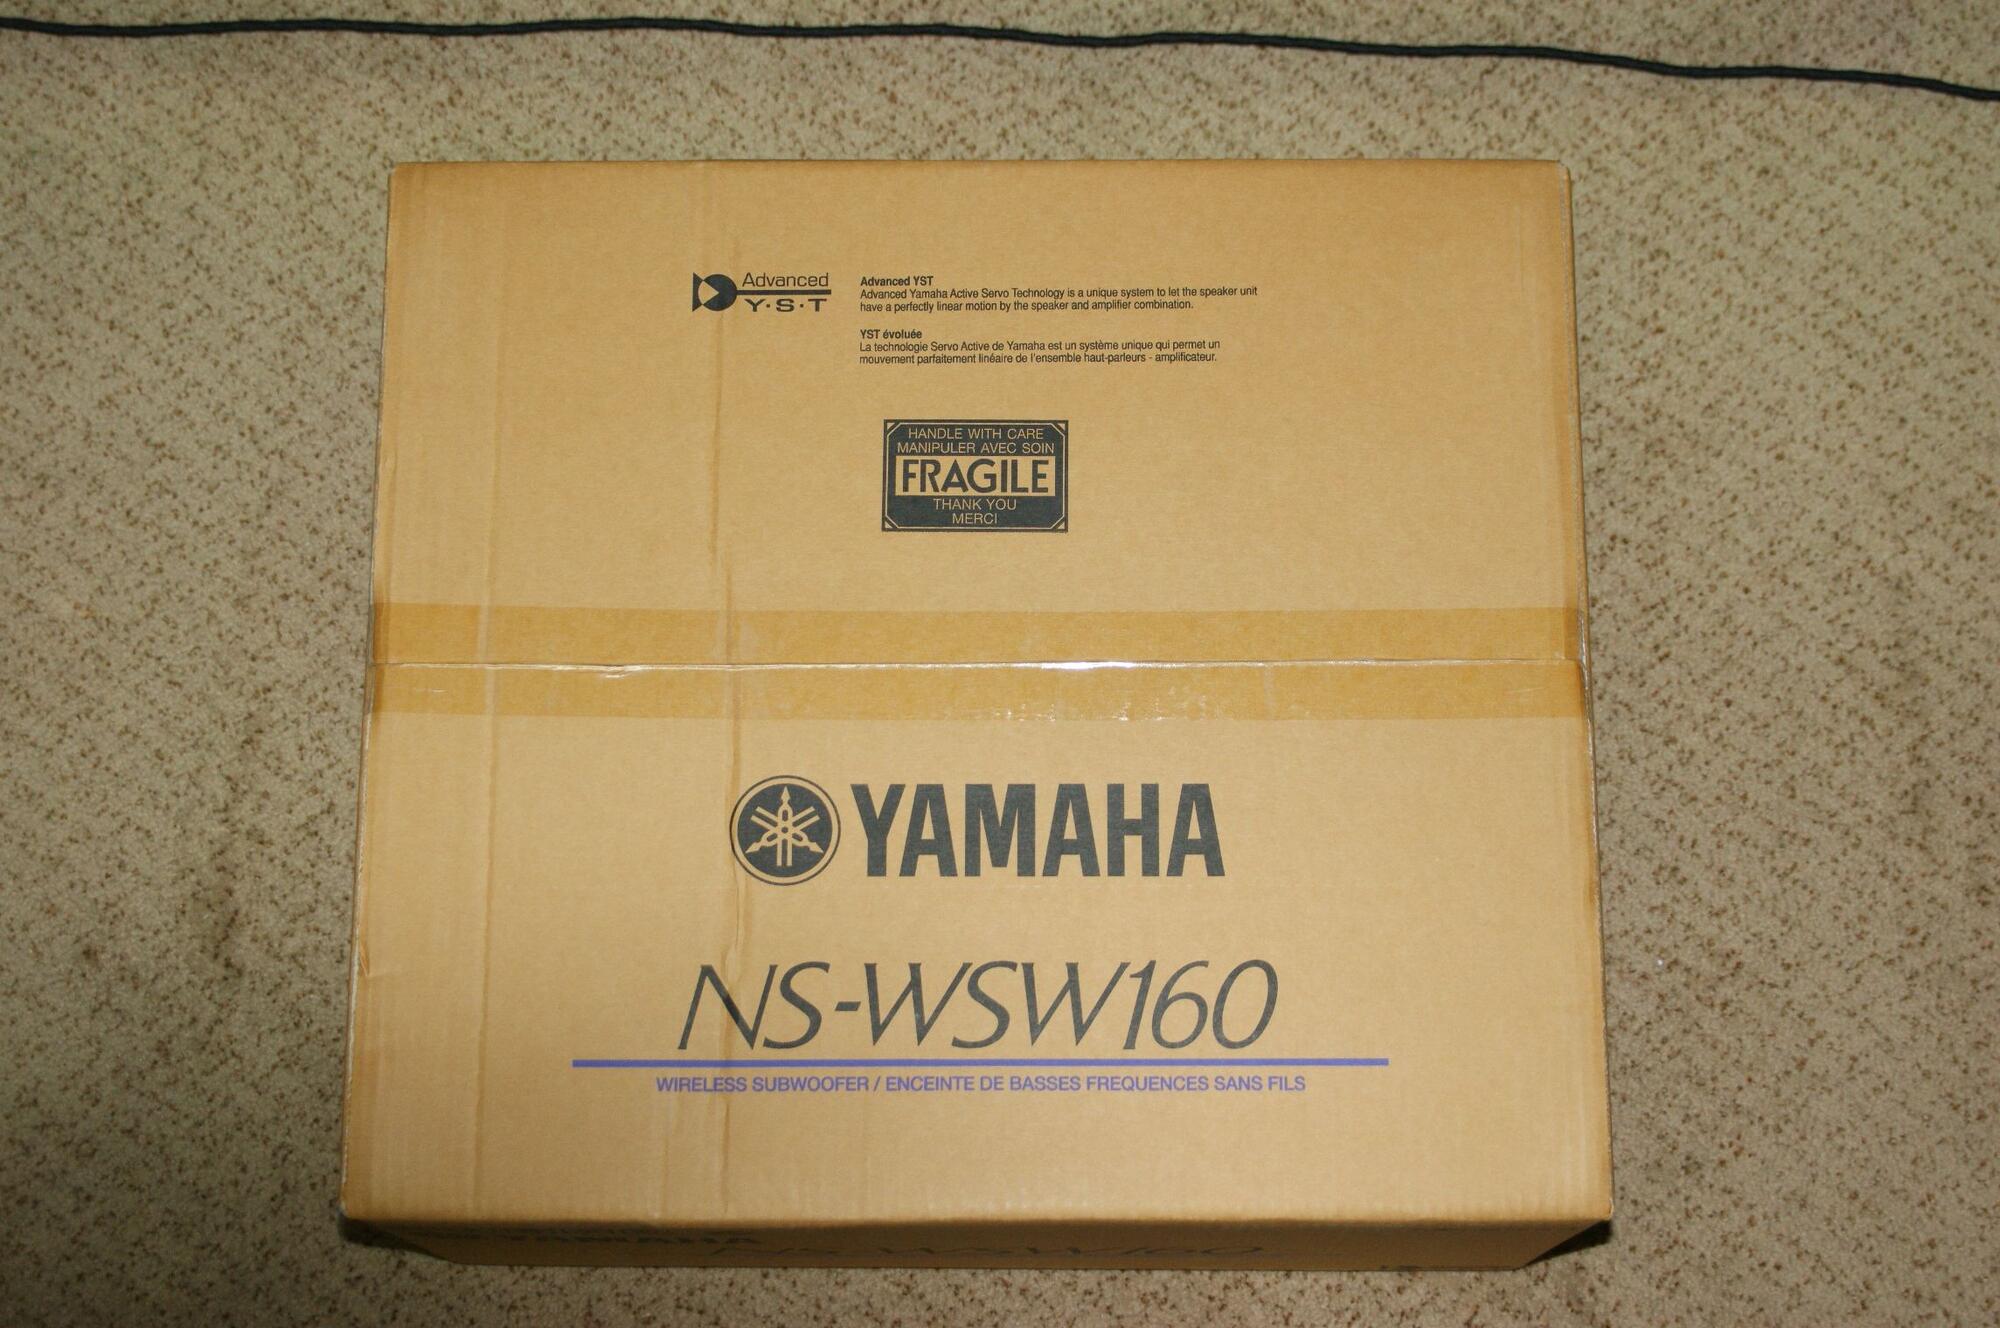 Advanced
Y·S·T
Advanced YST
Advanced Yamaha Active Servo Technology is a unique system to let the speaker unit
have a perfectly linear motion by the speaker and amplifier combination.
YST évoluée
La technologie Servo Active de Yamaha est un système unique qui permet un
mouvement parfaitement linéaire de l'ensemble haut-parleurs - amplificateur.
HANDLE WITH CARE
MANIPULER AVEC SOIN
FRAGILE
THANK YOU
MERCI
YAMAHA
NS-WSW160
WIRELESS SUBWOOFER / ENCEINTE DE BASSES FREQUENCES SANS FILS
YAMAHA NS-WSW160